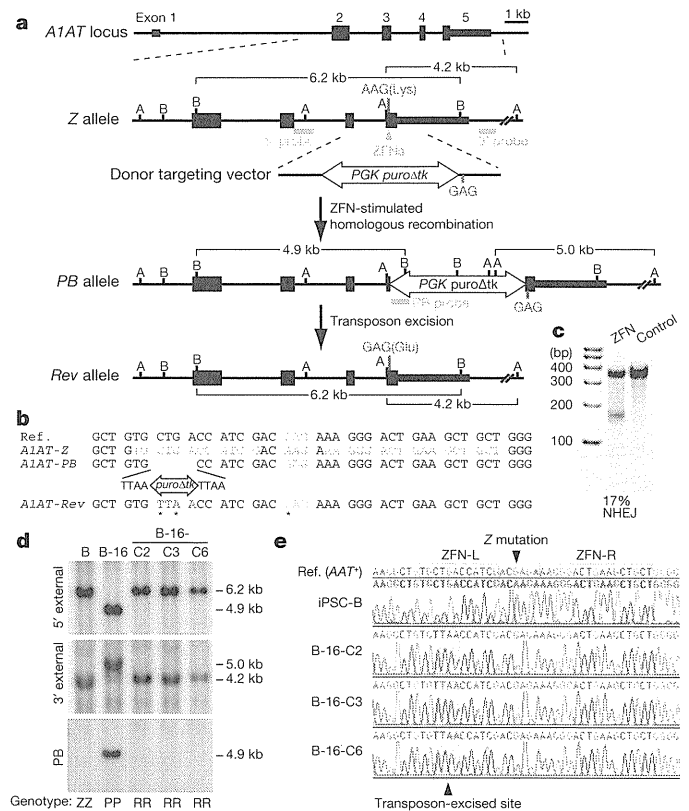 a
Exon 1 2 3 4 5 1 kb
A1AT locus
4.2 kb
6.2 kb
AAG(Lys)
A B B A A B A
Z allele
5′ probe ZFNs 3′ probe
Donor targeting vector PGK puroΔtk
GAG
ZFN-stimulated
homologous recombination
4.9 kb 5.0 kb
A B B A A B B A A B A
PB allele PGK puroΔtk
PB probe GAG
Transposon excision
GAG(Glu)
A B B A A B A
Rev allele
6.2 kb
4.2 kb
b
Ref. GCT GTG CTG ACC ATC GAC AAA GGG ACT GAA GCT GCT GGG
A1AT-Z GCT GAC AAA
A1AT-PB GCT GTG CC ATC GAC AAA GGG ACT GAA GCT GCT GGG
TTAA puroΔtk TTAA
A1AT-Rev GCT GTG TTA ACC ATC GAC AAA GGG ACT GAA GCT GCT GGG
* * *
c
ZFN Control
(bp)
400
300
200
100
17%
NHEJ
d
B-16-
B B-16 C2 C3 C6
5′ external
6.2 kb
4.9 kb
3′ external
5.0 kb
4.2 kb
PB
4.9 kb
Genotype: ZZ PP RR RR RR
e
Z mutation
ZFN-L ZFN-R
Ref. (AAT+)
iPSC-B
B-16-C2
B-16-C3
B-16-C6
Transposon-excised site